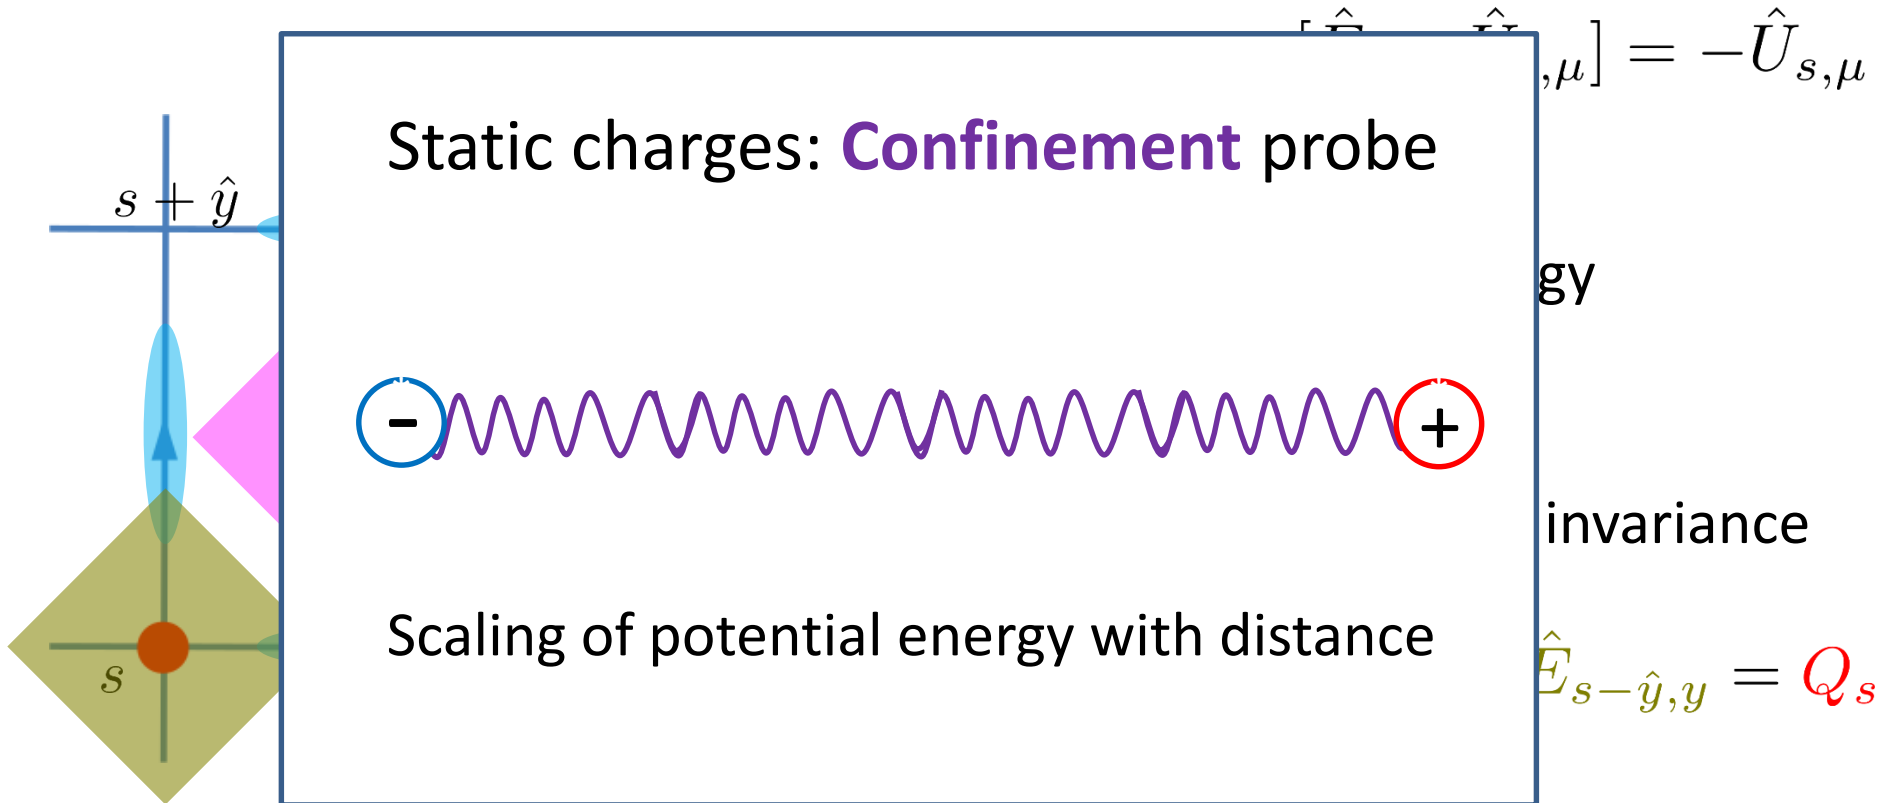 [Ê Û,μ] = −Û_{s,μ}
Static charges: Confinement probe
s + ŷ
gy
- +
invariance
Scaling of potential energy with distance
s
Ê_{s−ŷ,y} = Q_s